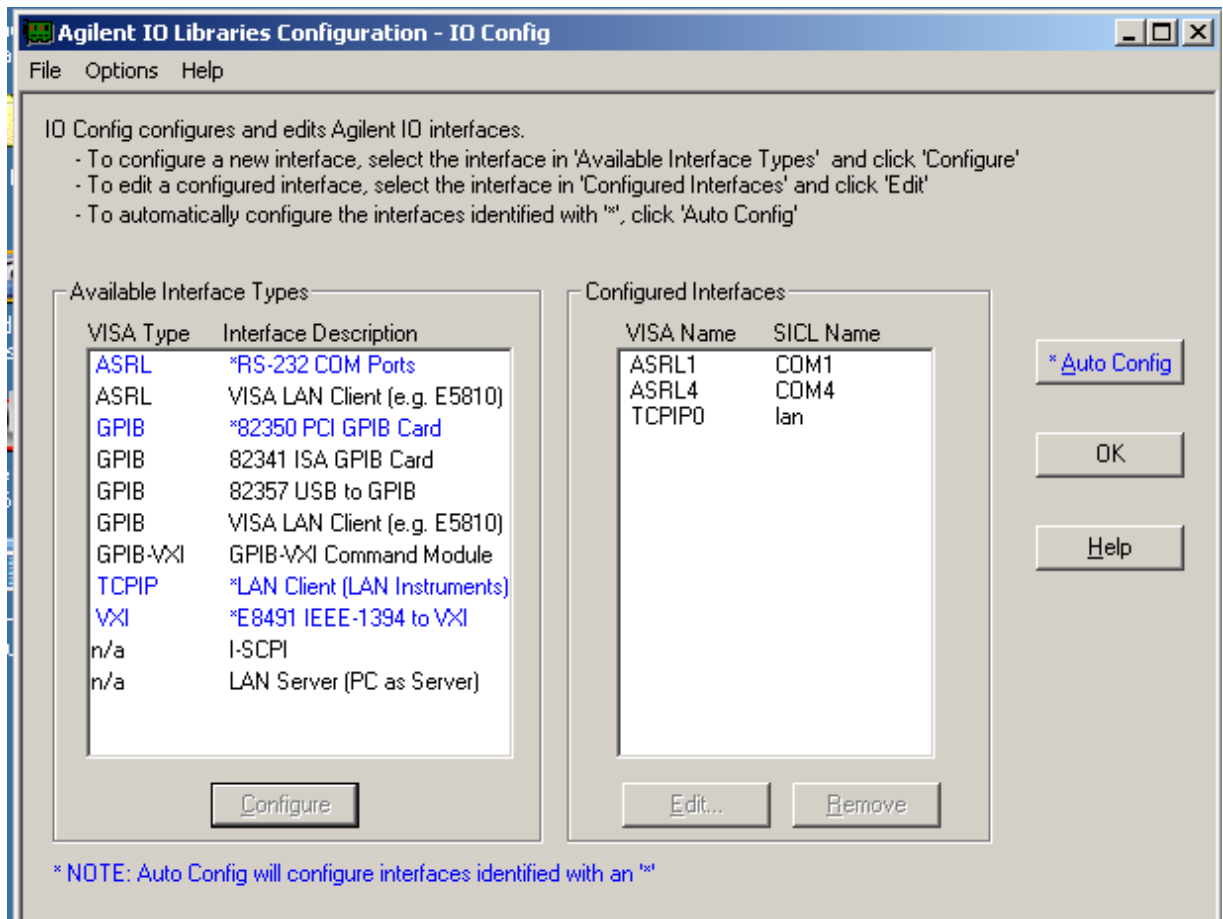 Agilent IO Libraries Configuration - IO Config
File Options Help
IO Config configures and edits Agilent IO interfaces.
- To configure a new interface, select the interface in 'Available Interface Types' and click 'Configure'
- To edit a configured interface, select the interface in 'Configured Interfaces' and click 'Edit'
- To automatically configure the interfaces identified with '*', click 'Auto Config'
Available Interface Types
VISA Type Interface Description
ASRL *RS-232 COM Ports
ASRL VISA LAN Client (e.g. E5810)
GPIB *82350 PCI GPIB Card
GPIB 82341 ISA GPIB Card
GPIB 82357 USB to GPIB
GPIB VISA LAN Client (e.g. E5810)
GPIB-VXI GPIB-VXI Command Module
TCPIP *LAN Client (LAN Instruments)
VXI *E8491 IEEE-1394 to VXI
n/a I-SCPI
n/a LAN Server (PC as Server)
Configure
Configured Interfaces
VISA Name SICL Name
ASRL1 COM1
ASRL4 COM4
TCPIP0 lan
Edit... Remove
* Auto Config
OK
Help
* NOTE: Auto Config will configure interfaces identified with an '*'